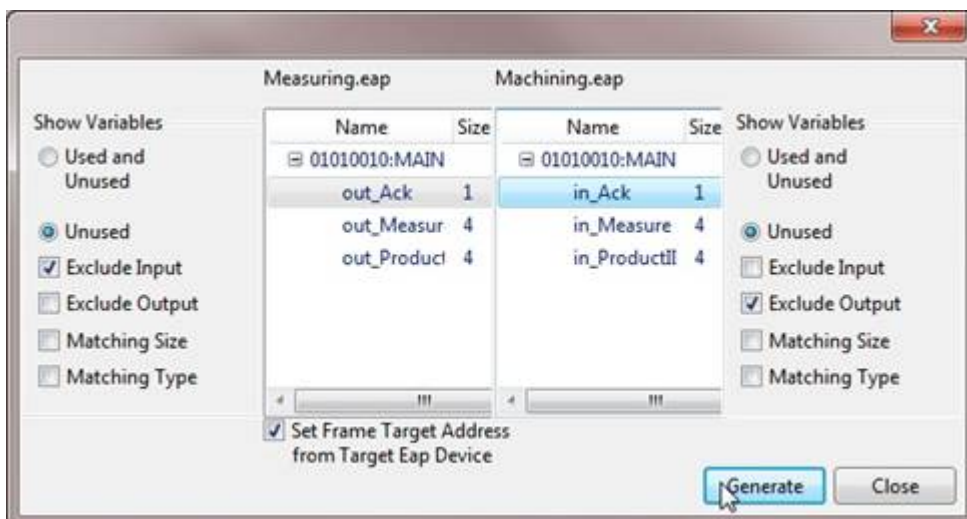 Measuring.eap Machining.eap
Show Variables Name Size Name Size Show Variables
Used and 01010010:MAIN 01010010:MAIN Used and
Unused out_Ack 1 in_Ack 1 Unused
Unused out_Measur 4 in_Measure 4 Unused
Exclude Input out_Product 4 in_ProductII 4 Exclude Input
Exclude Output Exclude Output
Matching Size Matching Size
Matching Type Matching Type
Set Frame Target Address
from Target Eap Device
Generate Close